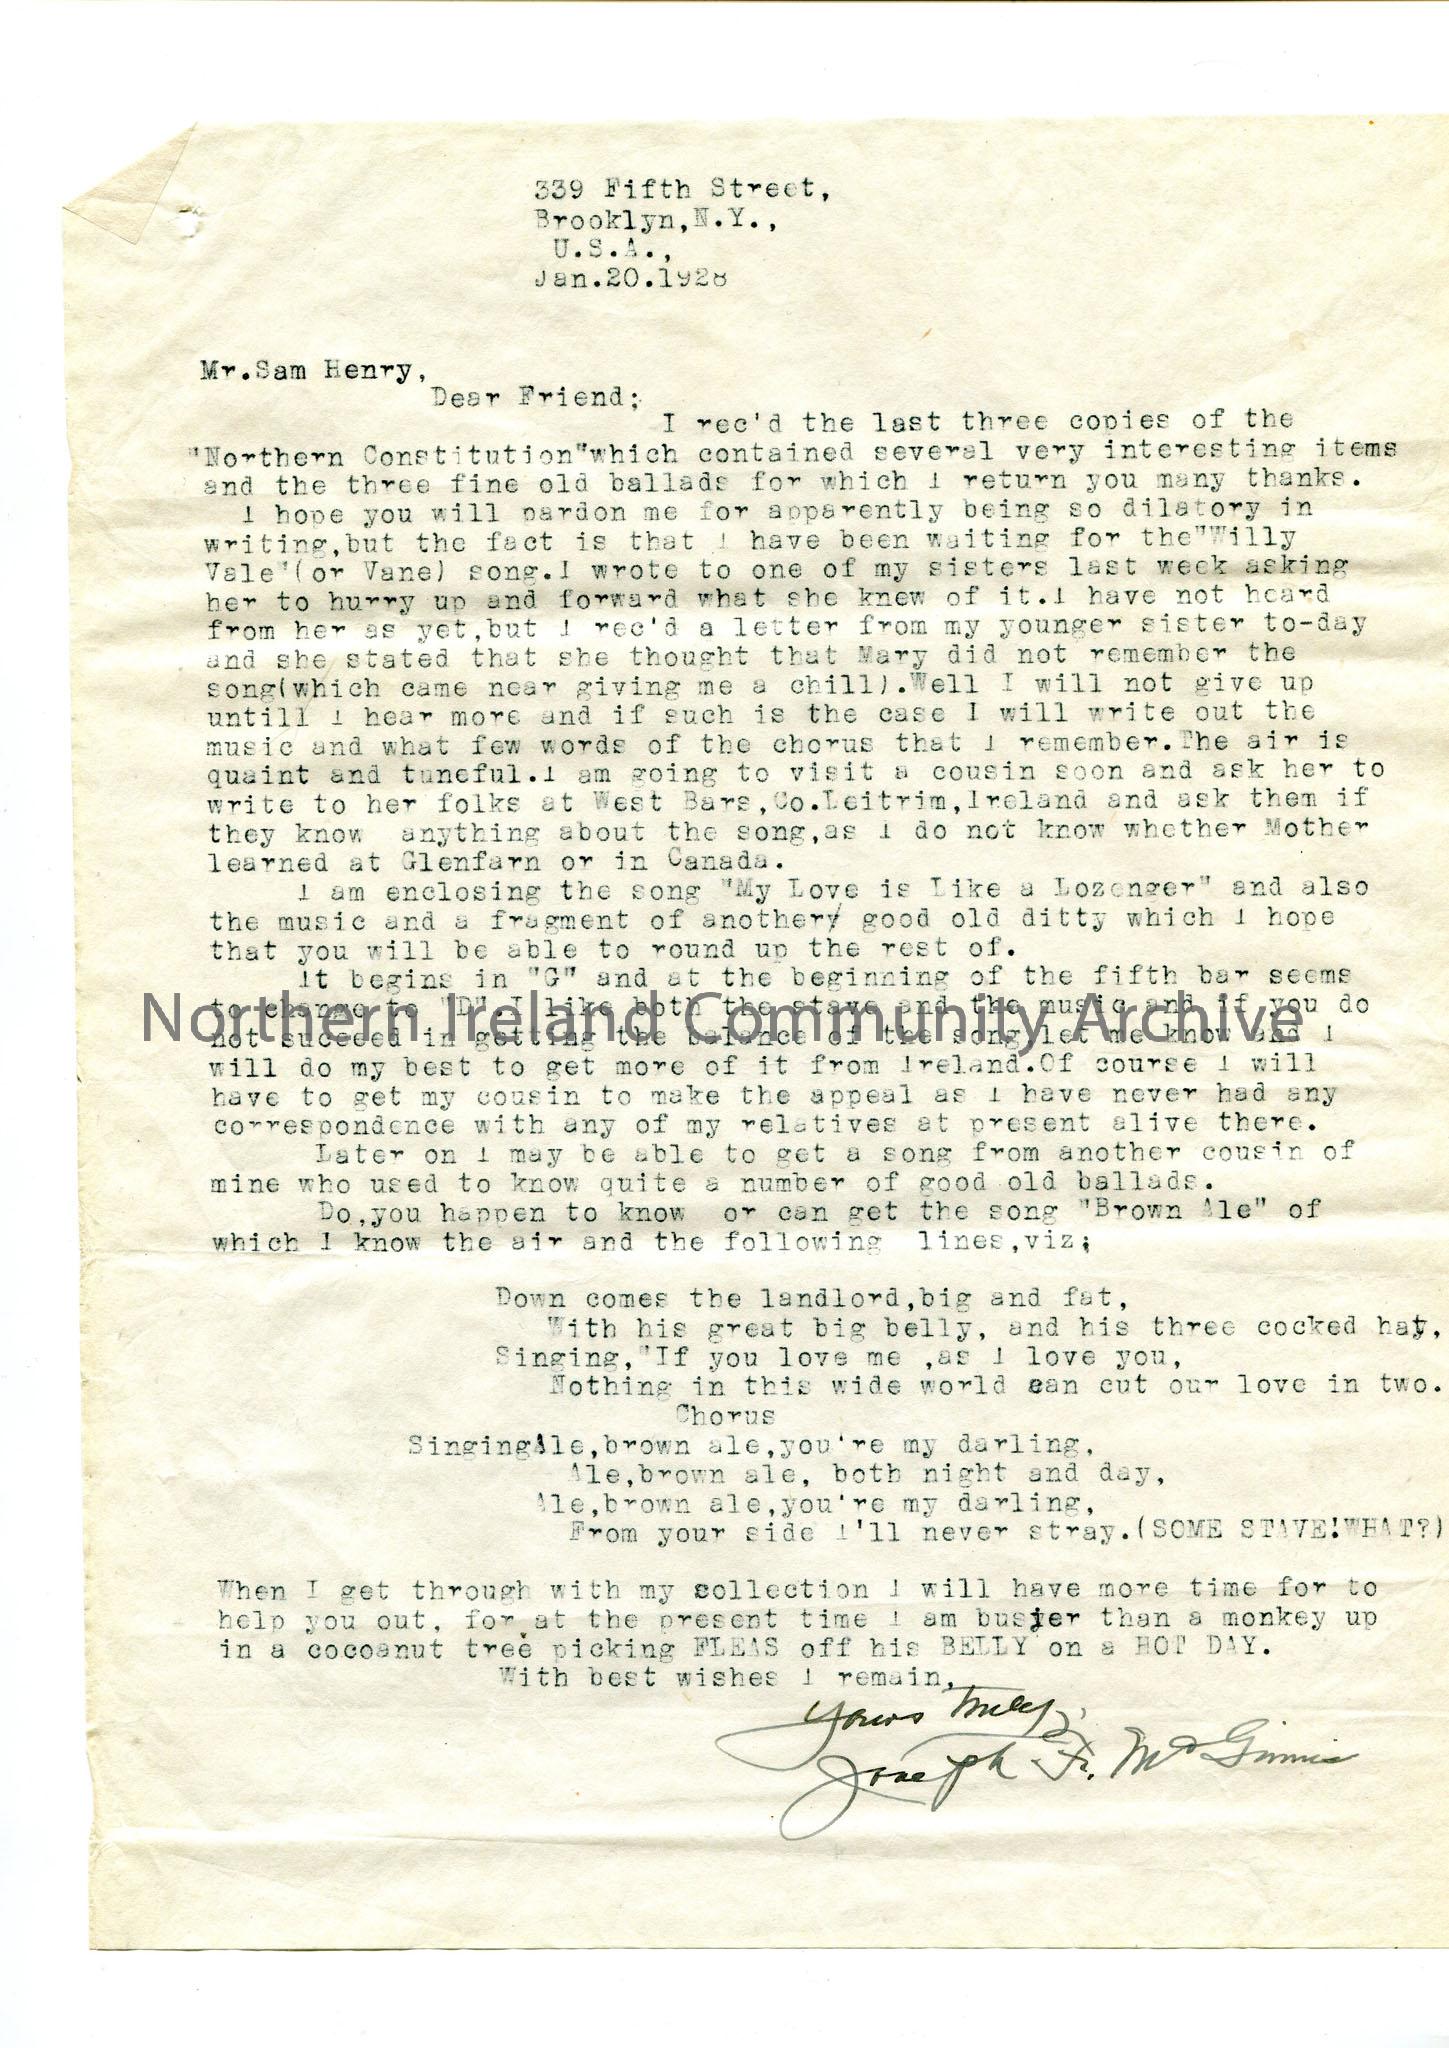 339 Fifth Street,
Brooklyn,N.Y.,
U.S.A.,
Jan.20.1928
Mr.Sam Henry,
Dear Friend;
I rec'd the last three copies of the
"Northern Constitution"which contained several very interesting items
and the three fine old ballads for which I return you many thanks.
I hope you will pardon me for apparently being so dilatory in
writing,but the fact is that I have been waiting for the"Willy
Vale"(or Vane) song.I wrote to one of my sisters last week asking
her to hurry up and forward what she knew of it.I have not heard
from her as yet,but I rec'd a letter from my younger sister to-day
and she stated that she thought that Mary did not remember the
song(which came near giving me a chill).Well I will not give up
untill I hear more and if such is the case I will write out the
music and what few words of the chorus that I remember.The air is
quaint and tuneful.I am going to visit a cousin soon and ask her to
write to her folks at West Bars,Co.Leitrim,Ireland and ask them if
they know anything about the song,as I do not know whether Mother
learned at Glenfarn or in Canada.
I am enclosing the song "My Love is Like a Lozenger" and also
the music and a fragment of another good old ditty which I hope
that you will be able to round up the rest of.
It begins in "G" and at the beginning of the fifth bar seems
to change to "D".I like both the stave and the music and if you do
Northern Ireland Community Archive
not succeed in getting the balance of the song let me know and I
will do my best to get more of it from Ireland.Of course I will
have to get my cousin to make the appeal as I have never had any
correspondence with any of my relatives at present alive there.
Later on I may be able to get a song from another cousin of
mine who used to know quite a number of good old ballads.
Do,you happen to know or can get the song "Brown Ale" of
which I know the air and the following lines,viz;
Down comes the landlord,big and fat,
With his great big belly, and his three cocked hat,
Singing,"If you love me ,as I love you,
Nothing in this wide world can cut our love in two.
Chorus
SingingAle,brown ale,you're my darling,
Ale,brown ale, both night and day,
Ale,brown ale,you're my darling,
From your side I'll never stray.(SOME STAVE!WHAT?)
When I get through with my collection I will have more time for to
help you out, for at the present time I am busier than a monkey up
in a cocoanut tree picking FLEAS off his BELLY on a HOT DAY.
With best wishes I remain,
Yours Truly,
Joseph F. McGinnis